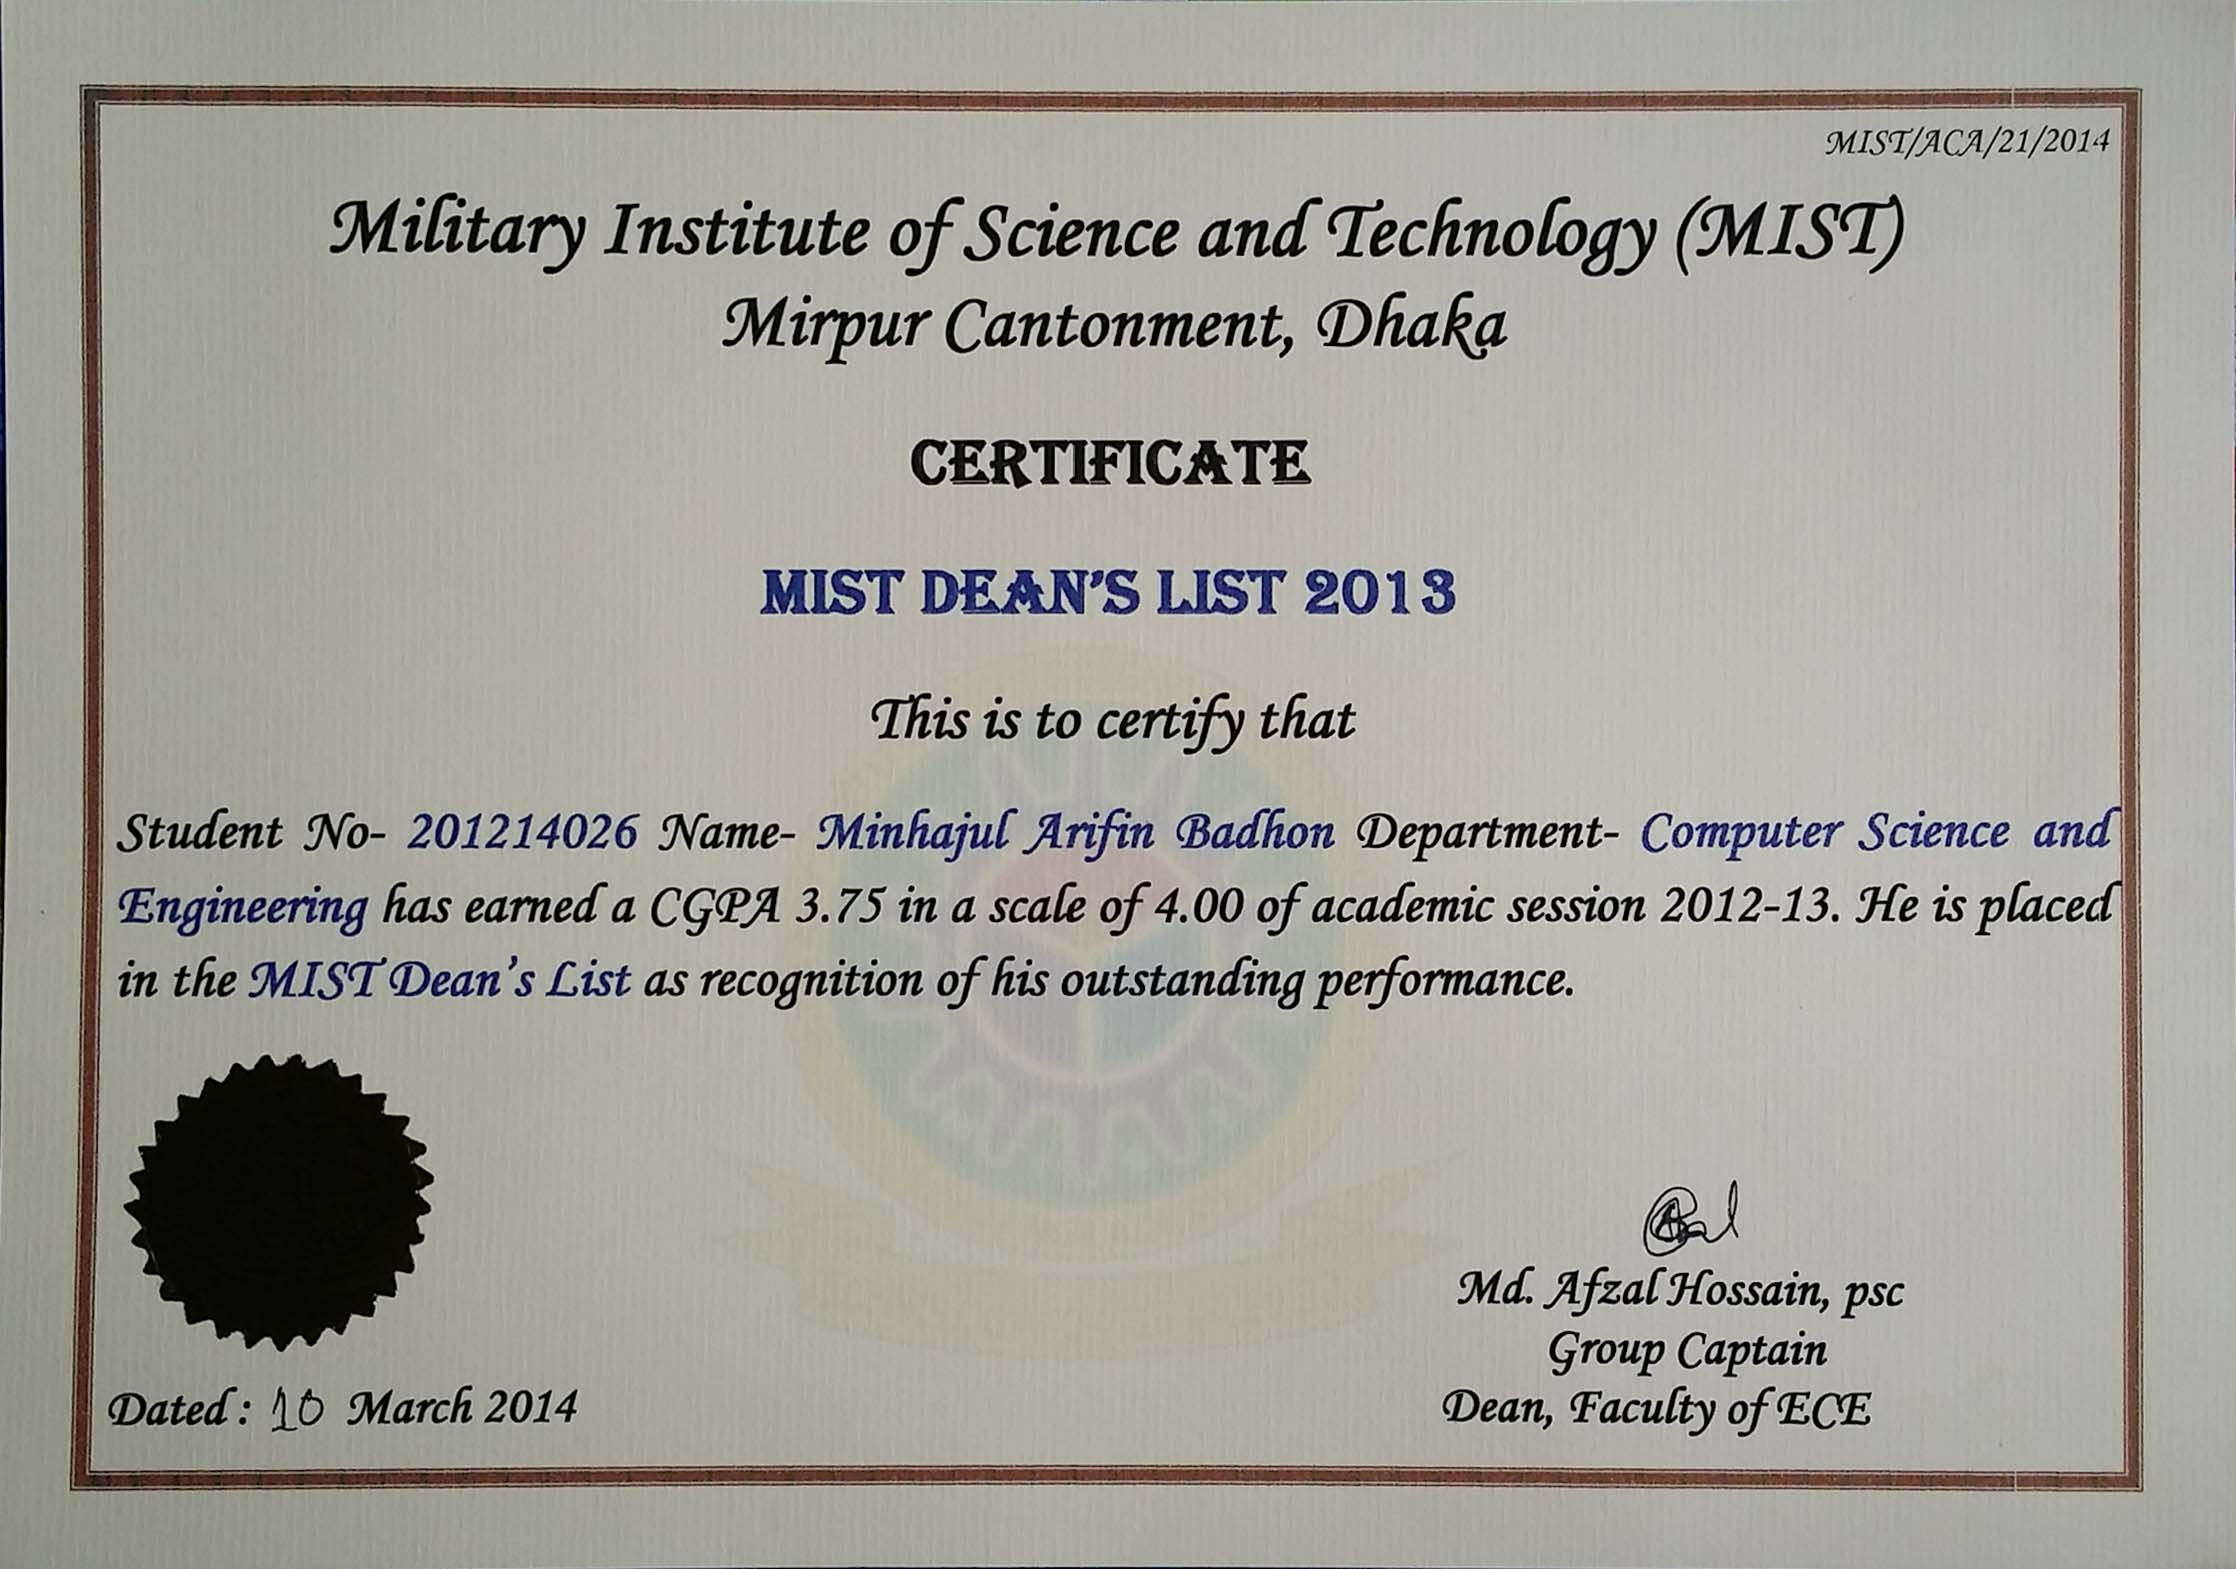 MIST/ACA/21/2014
Military Institute of Science and Technology (MIST)
Mirpur Cantonment, Dhaka
CERTIFICATE
MIST DEAN'S LIST 2013
This is to certify that
Student No- 201214026 Name- Minhajul Arifin Badhon Department- Computer Science and
Engineering has earned a CGPA 3.75 in a scale of 4.00 of academic session 2012-13. He is placed
in the MIST Dean's List as recognition of his outstanding performance.
Md. Afzal Hossain, psc
Group Captain
Dean, Faculty of ECE
Dated : 10 March 2014